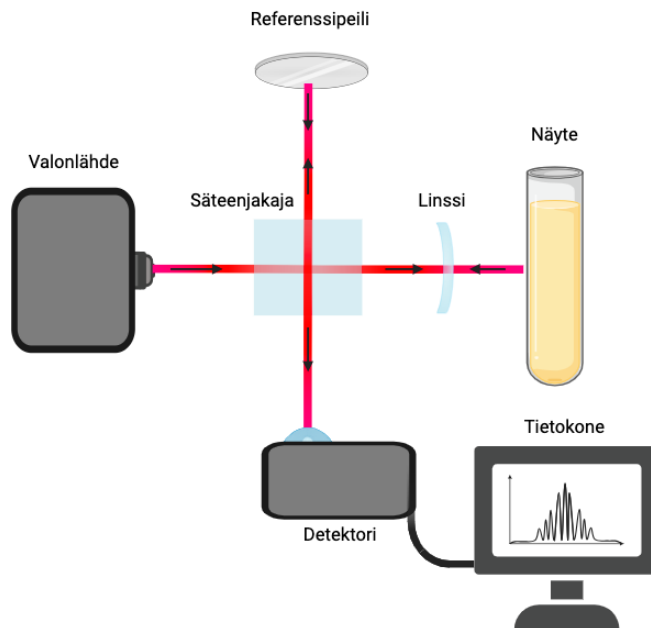 Referenssipeili
Näyte
Valonlähde
Säteenjakaja
Linssi
Tietokone
Detektori